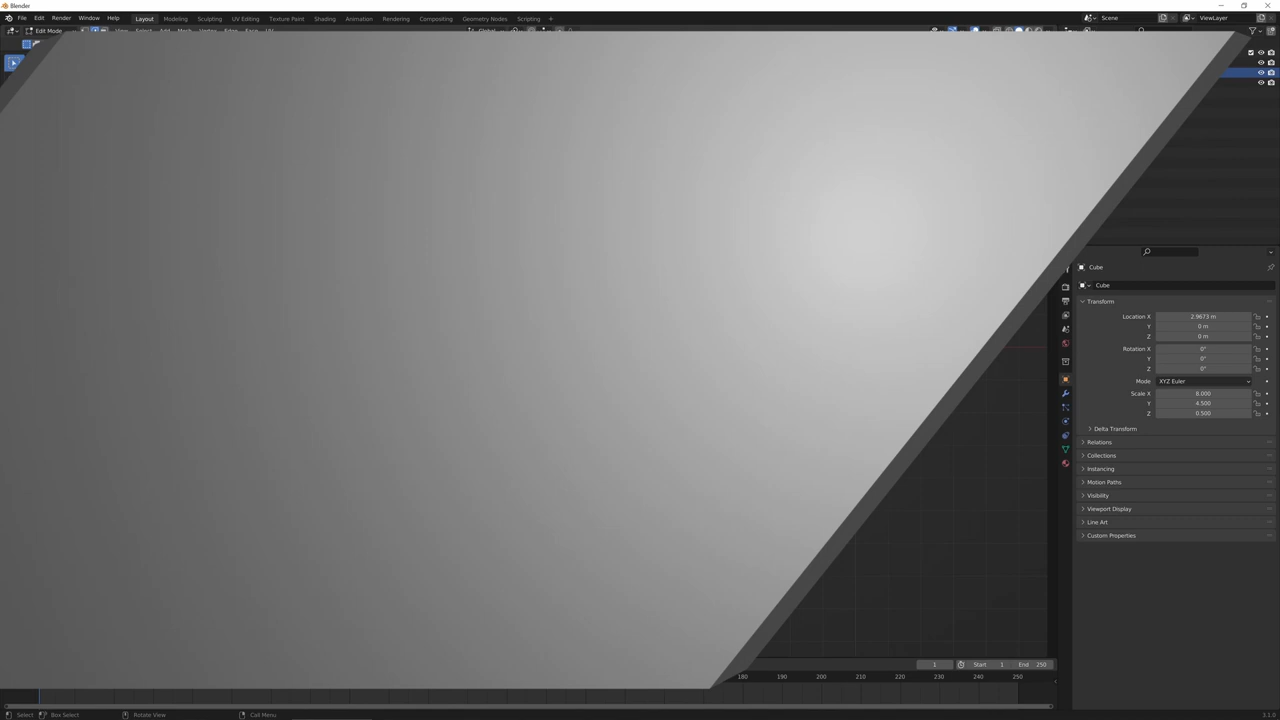 Blender
File Edit Render Window Help Layout Modeling Sculpting UV Editing Texture Paint Shading Animation Rendering Compositing Geometry Nodes Scripting Scene ViewLayer
Edit Mode
Cube
Cube
Transform
Location X 2.9673 m
Y 0 m
Z 0 m
Rotation X 0°
Y 0°
Z 0°
Mode XYZ Euler
Scale X 8.000
Y 4.500
Z 0.500
Delta Transform
Relations
Collections
Instancing
Motion Paths
Visibility
Viewport Display
Line Art
Custom Properties
1 Start 1 End 250
180 190 200 210 220 230 240 250
Select Box Select Rotate View Call Menu 3.1.0